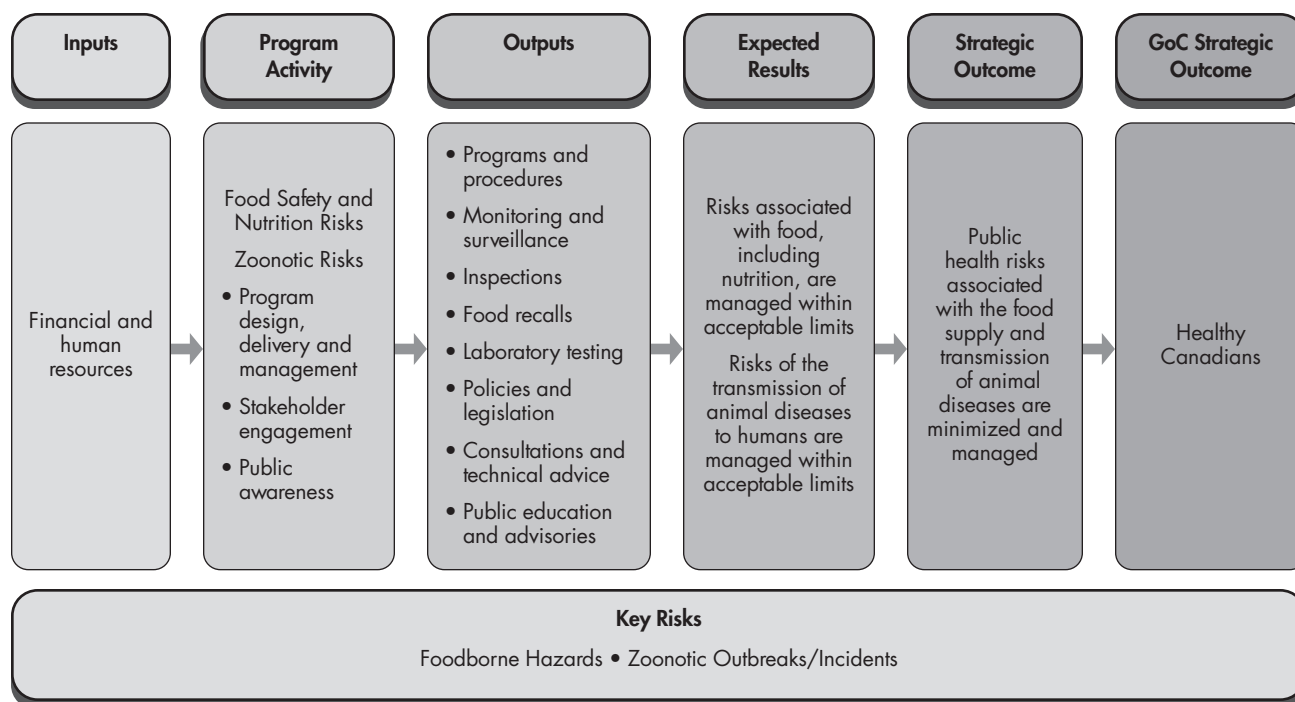 Inputs
Program
Activity
Outputs
Expected
Results
Strategic
Outcome
GoC Strategic
Outcome
Financial and
human
resources
Food Safety and
Nutrition Risks
Zoonotic Risks
• Program
design,
delivery and
management
• Stakeholder
engagement
• Public
awareness
• Programs and
procedures
• Monitoring and
surveillance
• Inspections
• Food recalls
• Laboratory testing
• Policies and
legislation
• Consultations and
technical advice
• Public education
and advisories
Risks associated
with food,
including
nutrition, are
managed within
acceptable limits
Risks of the
transmission of
animal diseases
to humans are
managed within
acceptable limits
Public
health risks
associated
with the food
supply and
transmission
of animal
diseases are
minimized and
managed
Healthy
Canadians
Key Risks
Foodborne Hazards • Zoonotic Outbreaks/Incidents